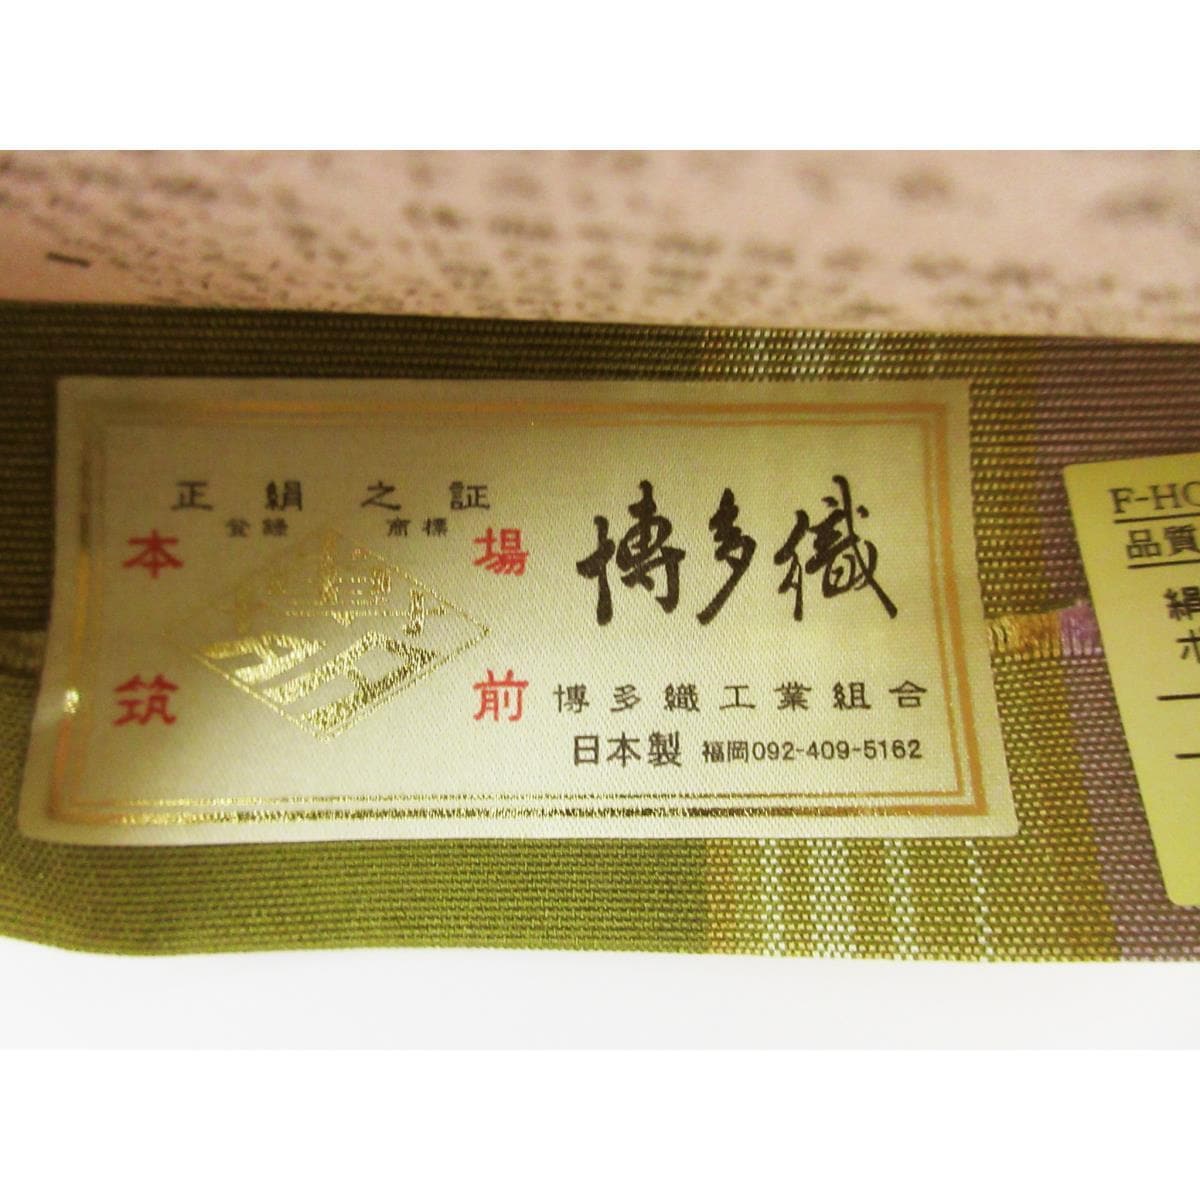 正絹之証
登録 商標
本場
筑前
博多織
博多織工業組合
日本製 福岡092-409-5162
F-HO
品質
絹